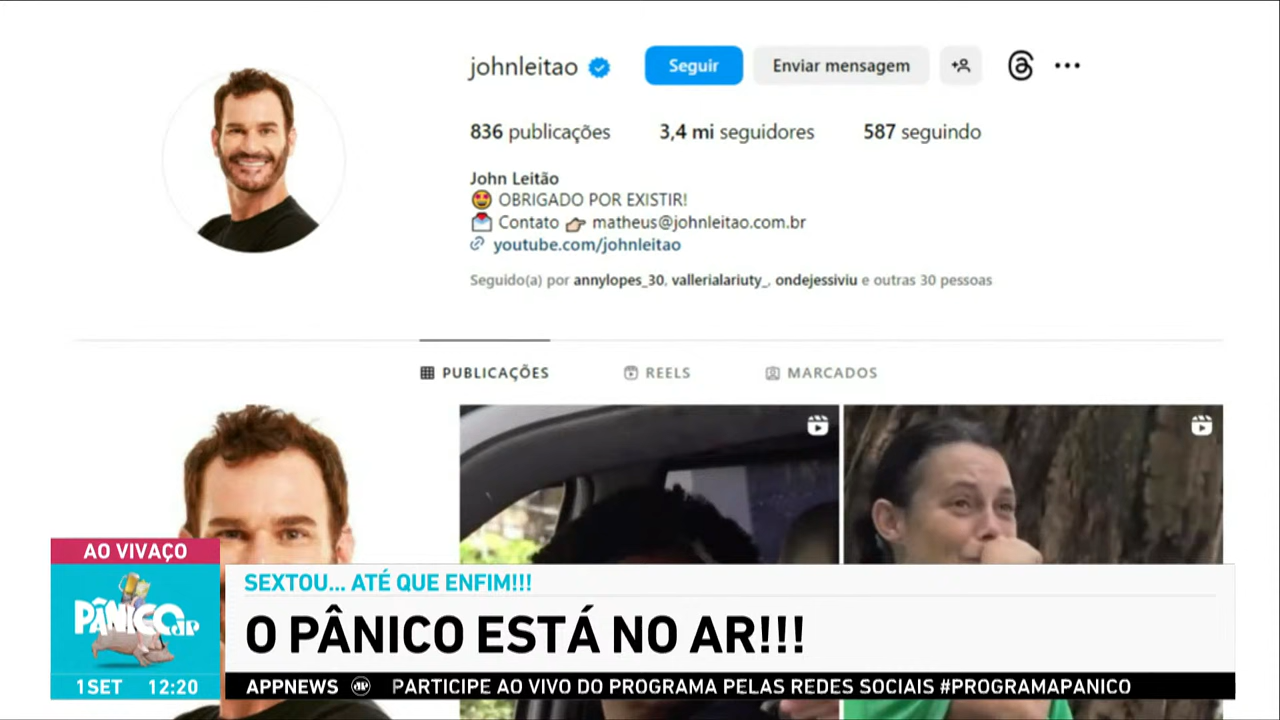 johnleitao
Seguir
Enviar mensagem
836 publicações
3,4 mi seguidores
587 seguindo
John Leitão
OBRIGADO POR EXISTIR!
Contato matheus@johnleitao.com.br
youtube.com/johnleitao
Seguido(a) por annylopes_30, vallerialariuty_, ondejessiviu e outras 30 pessoas
PUBLICAÇÕES
REELS
MARCADOS
AO VIVAÇO
PÂNICO JP
1SET 12:20
SEXTOU... ATÉ QUE ENFIM!!!
O PÂNICO ESTÁ NO AR!!!
APPNEWS JP PARTICIPE AO VIVO DO PROGRAMA PELAS REDES SOCIAIS #PROGRAMAPANICO